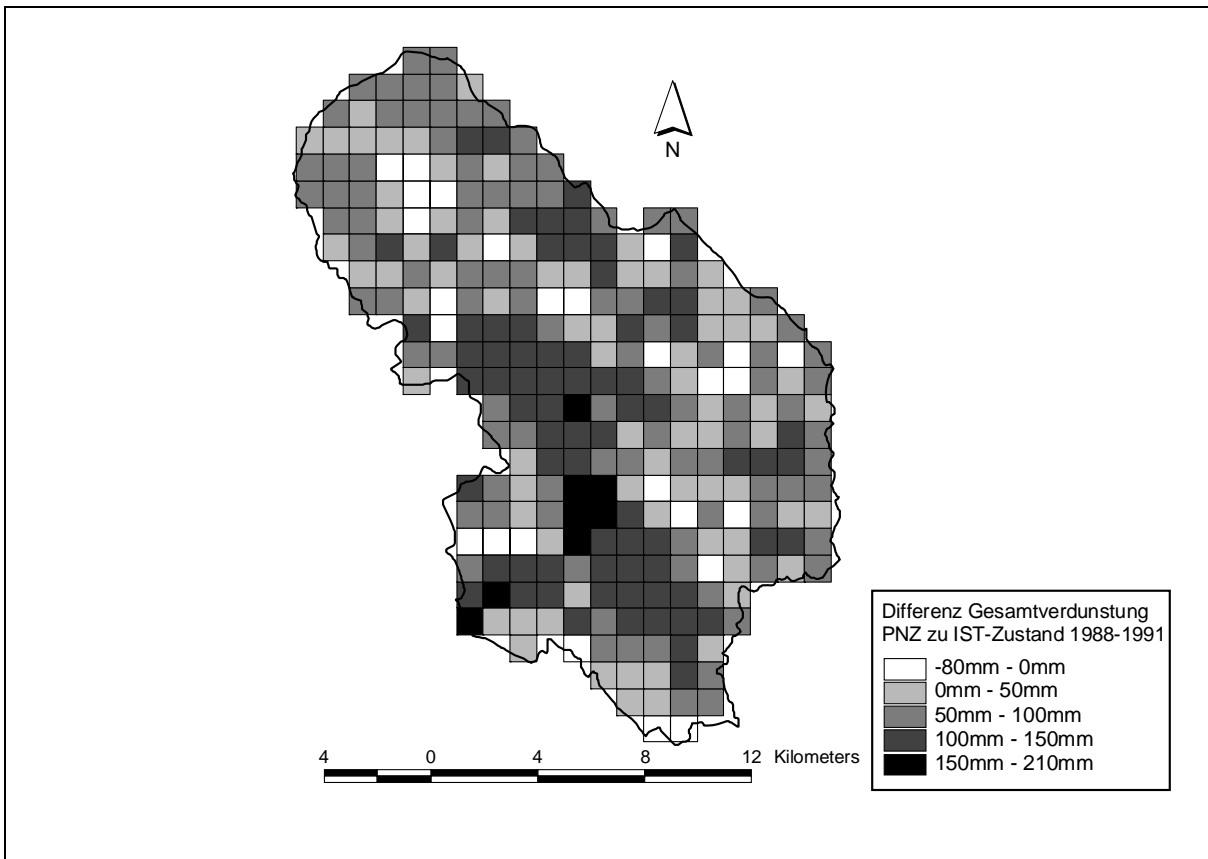 N
Differenz Gesamtverdunstung
PNZ zu IST-Zustand 1988-1991
-80mm - 0mm
0mm - 50mm
50mm - 100mm
100mm - 150mm
150mm - 210mm
4 0 4 8 12 Kilometers